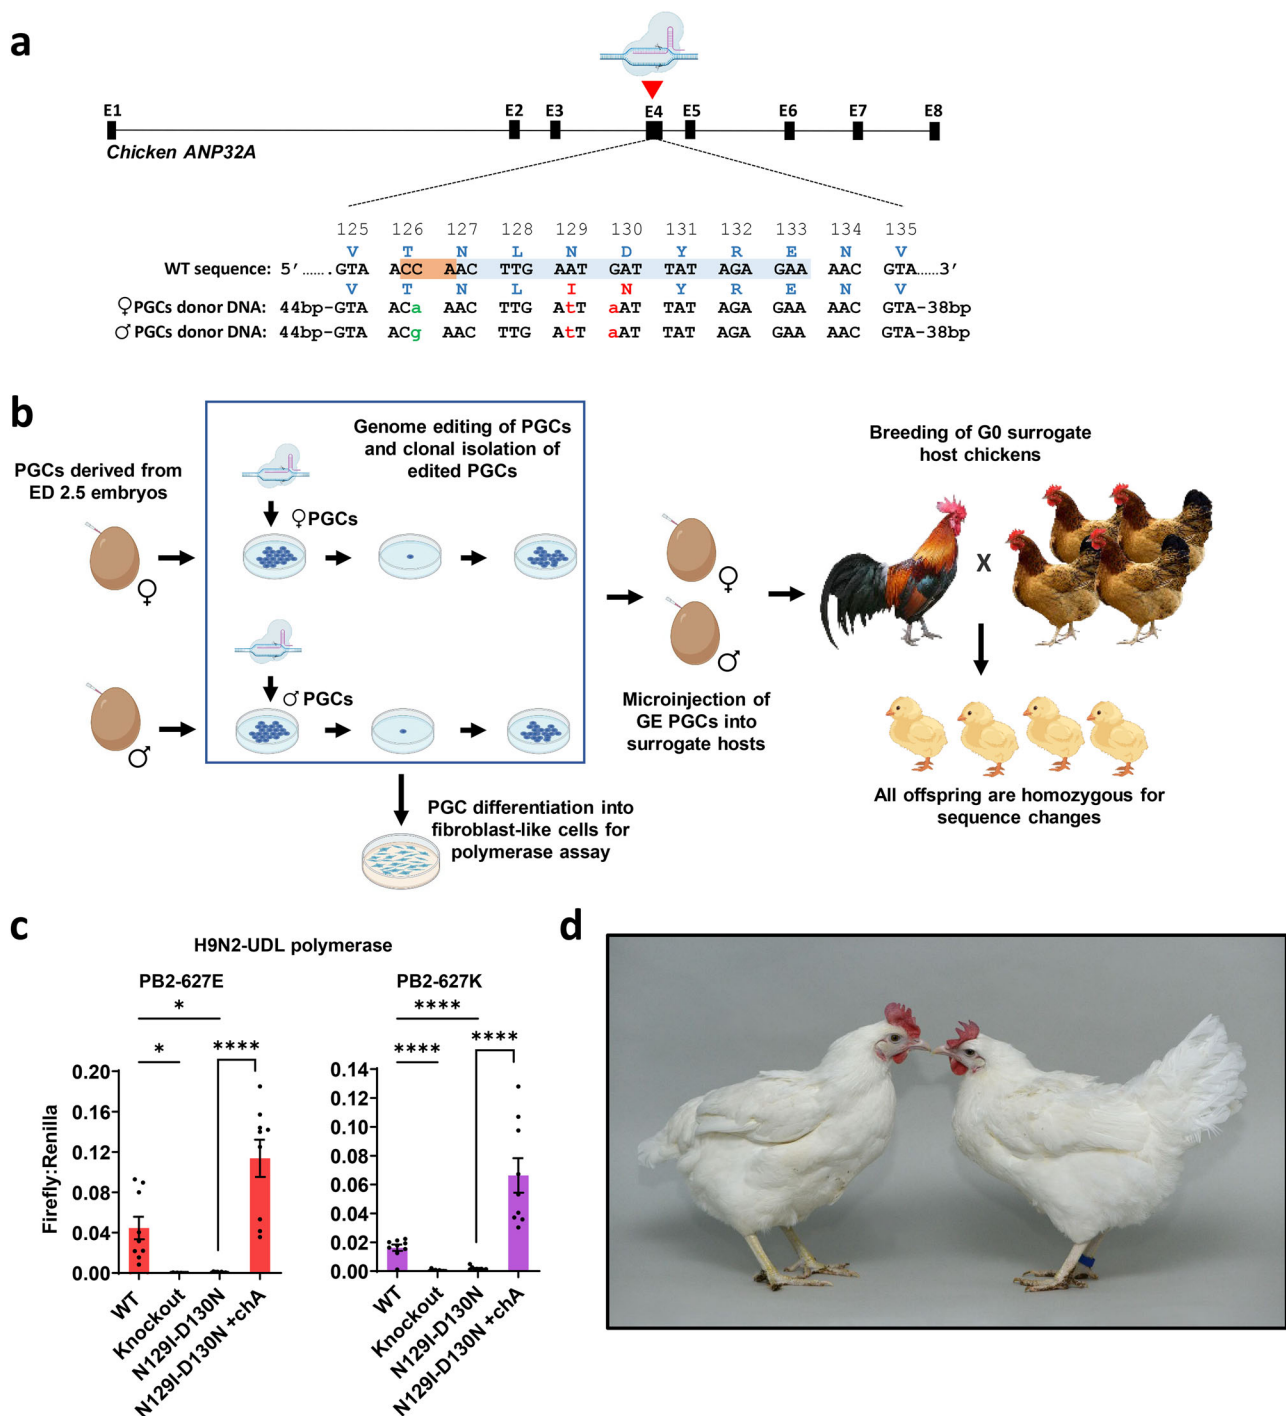 a
E1 E2 E3 E4 E5 E6 E7 E8
Chicken ANP32A
125 126 127 128 129 130 131 132 133 134 135
V T N L N D Y R E N V
WT sequence: 5′ ....... GTA ACC AAC TTG AAT GAT TAT AGA GAA AAC GTA......3′
V T N L I N Y R E N V
♀PGCs donor DNA: 44bp-GTA ACa AAC TTG AtT aAT TAT AGA GAA AAC GTA-38bp
♂PGCs donor DNA: 44bp-GTA ACg AAC TTG AtT aAT TAT AGA GAA AAC GTA-38bp
b
PGCs derived from
ED 2.5 embryos
♀
♂
Genome editing of PGCs
and clonal isolation of
edited PGCs
♀PGCs
♂PGCs
PGC differentiation into
fibroblast-like cells for
polymerase assay
♀
♂
Microinjection of
GE PGCs into
surrogate hosts
Breeding of G0 surrogate
host chickens
X
All offspring are homozygous for
sequence changes
c
H9N2-UDL polymerase
PB2-627E
*
* ****
Firefly:Renilla
0.20
0.16
0.12
0.08
0.04
0.00
WT
Knockout
N129I-D130N
N129I-D130N +chA
PB2-627K
****
**** ****
0.14
0.12
0.10
0.08
0.06
0.04
0.02
0.00
WT
Knockout
N129I-D130N
N129I-D130N +chA
d